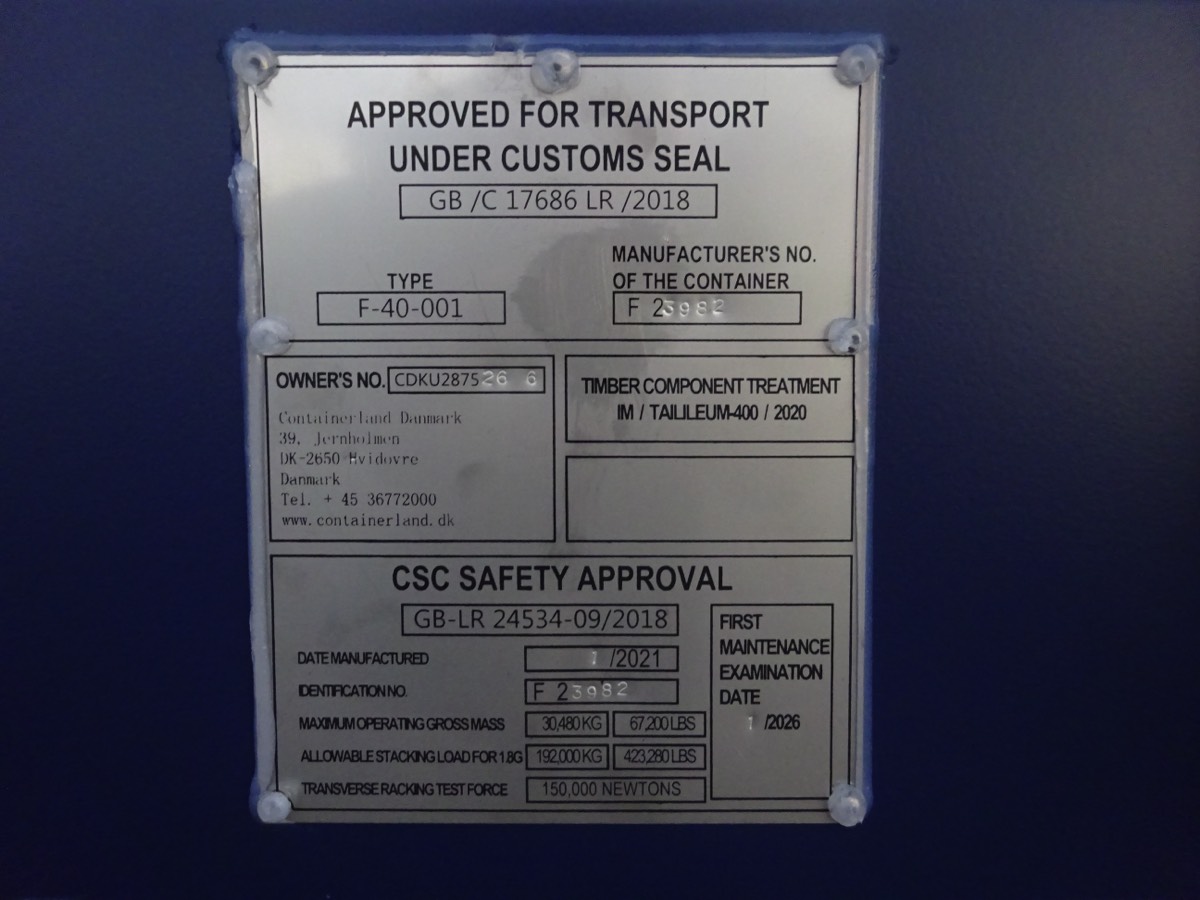 APPROVED FOR TRANSPORT
UNDER CUSTOMS SEAL
GB /C 17686 LR /2018
TYPE
F-40-001
MANUFACTURER'S NO.
OF THE CONTAINER
F 23982
OWNER'S NO. CDKU287526 6
Containerland Danmark
39, Jernholmen
DK-2650 Hvidovre
Danmark
Tel. + 45 36772000
www.containerland.dk
TIMBER COMPONENT TREATMENT
IM / TAILILEUM-400 / 2020
CSC SAFETY APPROVAL
GB-LR 24534-09/2018
DATE MANUFACTURED 1 /2021
IDENTIFICATION NO. F 23982
MAXIMUM OPERATING GROSS MASS 30,480 KG 67,200 LBS
ALLOWABLE STACKING LOAD FOR 1.8G 192,000 KG 423,280 LBS
TRANSVERSE RACKING TEST FORCE 150,000 NEWTONS
FIRST
MAINTENANCE
EXAMINATION
DATE
1 /2026